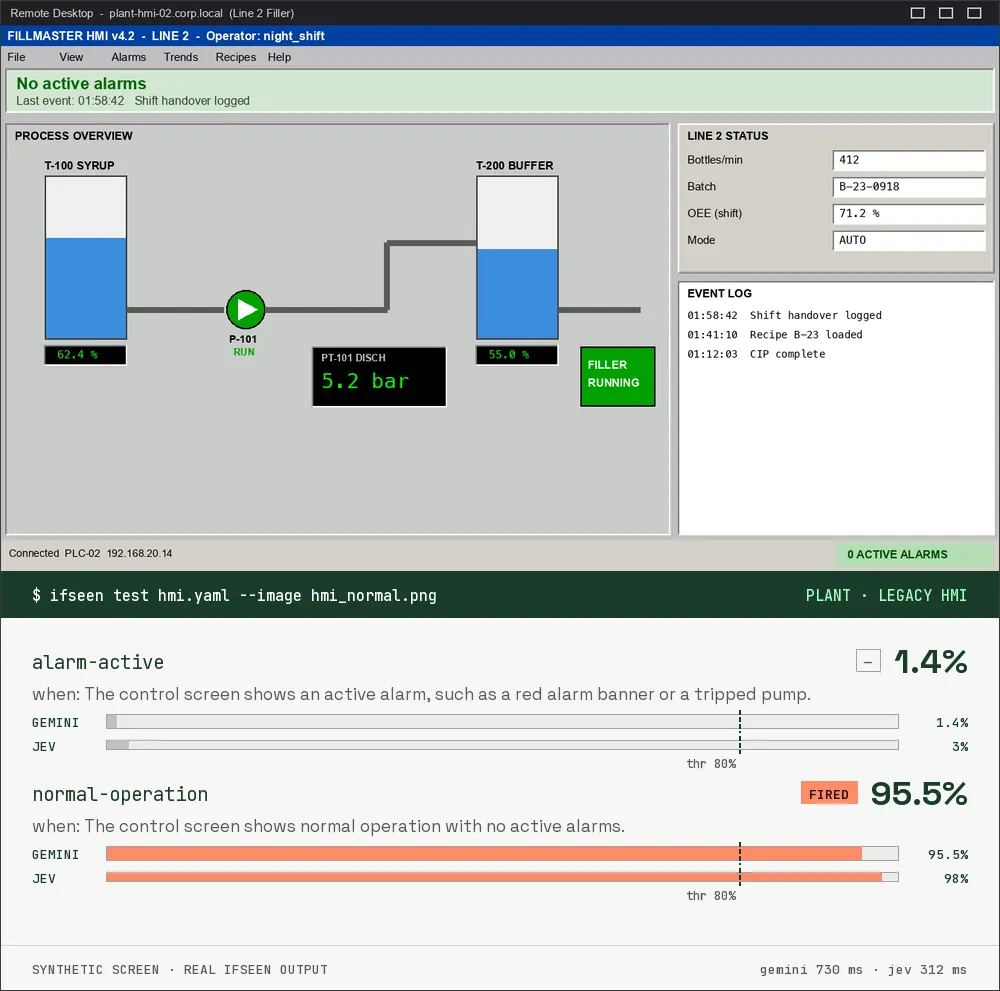 Remote Desktop - plant-hmi-02.corp.local (Line 2 Filler)
FILLMASTER HMI v4.2 - LINE 2 - Operator: night_shift
File View Alarms Trends Recipes Help
No active alarms
Last event: 01:58:42 Shift handover logged
PROCESS OVERVIEW
T-100 SYRUP
62.4 %
P-101
RUN
PT-101 DISCH
5.2 bar
T-200 BUFFER
55.0 %
FILLER
RUNNING
LINE 2 STATUS
Bottles/min 412
Batch B-23-0918
OEE (shift) 71.2 %
Mode AUTO
EVENT LOG
01:58:42 Shift handover logged
01:41:10 Recipe B-23 loaded
01:12:03 CIP complete
Connected PLC-02 192.168.20.14
0 ACTIVE ALARMS
$ ifseen test hmi.yaml --image hmi_normal.png
PLANT · LEGACY HMI
alarm-active
– 1.4%
when: The control screen shows an active alarm, such as a red alarm banner or a tripped pump.
GEMINI 1.4%
JEV 3%
thr 80%
normal-operation
FIRED 95.5%
when: The control screen shows normal operation with no active alarms.
GEMINI 95.5%
JEV 98%
thr 80%
SYNTHETIC SCREEN · REAL IFSEEN OUTPUT
gemini 730 ms · jev 312 ms